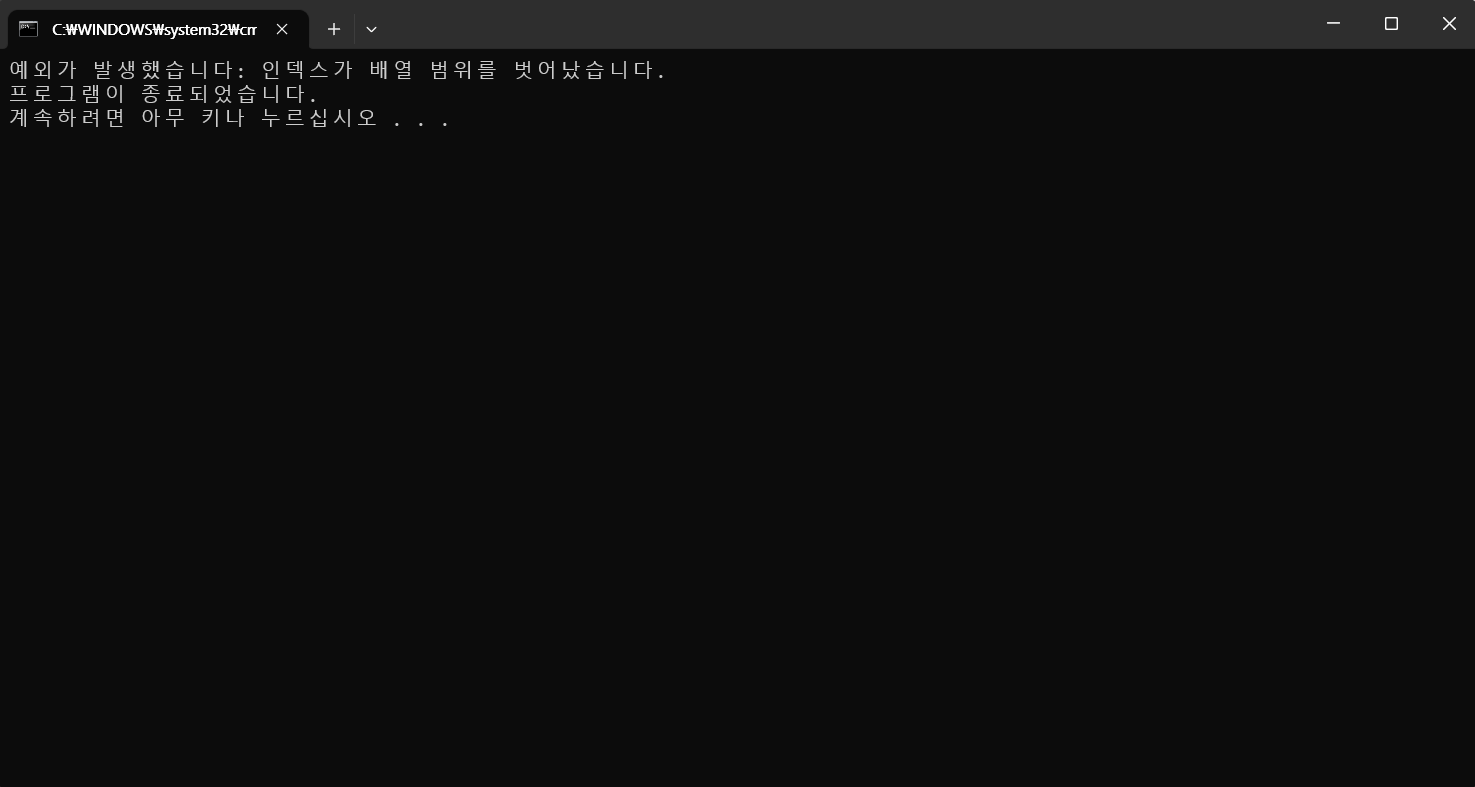 C:₩WINDOWS₩system32₩cm
예외가 발생했습니다: 인덱스가 배열 범위를 벗어났습니다.
프로그램이 종료되었습니다.
계속하려면 아무 키나 누르십시오 . . .